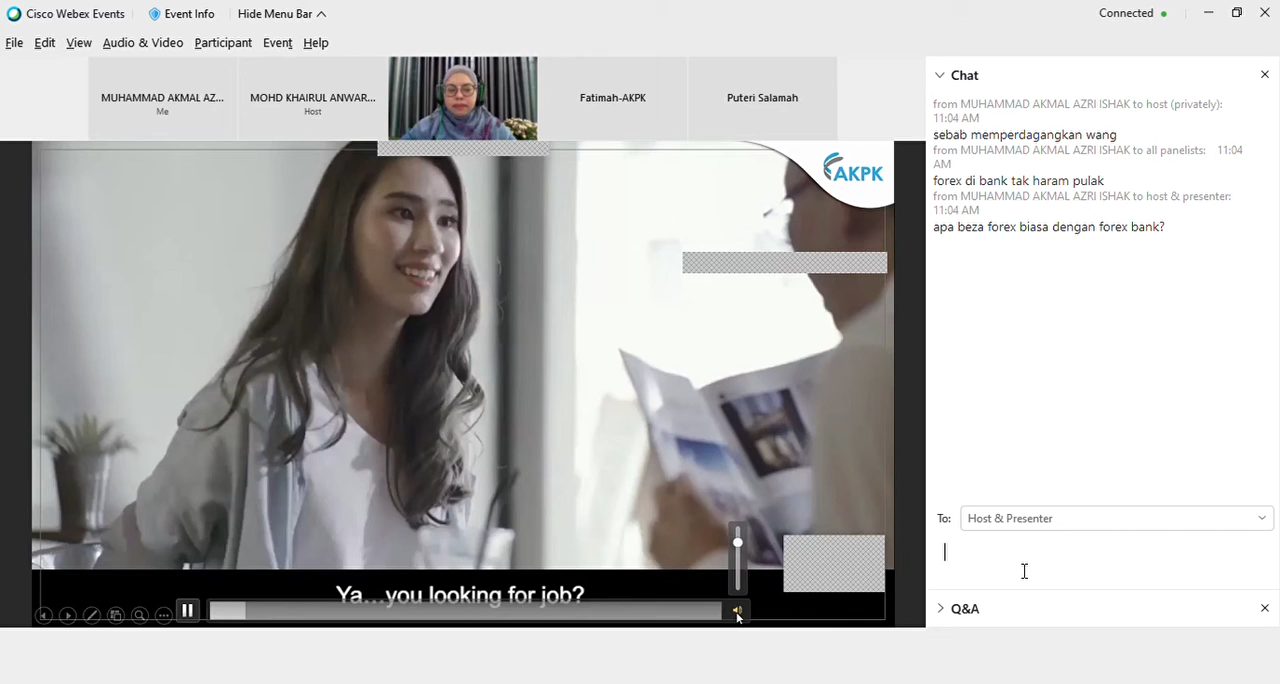 Cisco Webex Events
Event Info
Hide Menu Bar
Connected
File Edit View Audio & Video Participant Event Help
MUHAMMAD AKMAL AZ...
Me
MOHD KHAIRUL ANWAR...
Host
Fatimah-AKPK
Puteri Salamah
AKPK
Ya...you looking for job?
Chat
from MUHAMMAD AKMAL AZRI ISHAK to host (privately):
11:04 AM
sebab memperdagangkan wang
from MUHAMMAD AKMAL AZRI ISHAK to all panelists: 11:04
AM
forex di bank tak haram pulak
from MUHAMMAD AKMAL AZRI ISHAK to host & presenter:
11:04 AM
apa beza forex biasa dengan forex bank?
To: Host & Presenter
Q&A